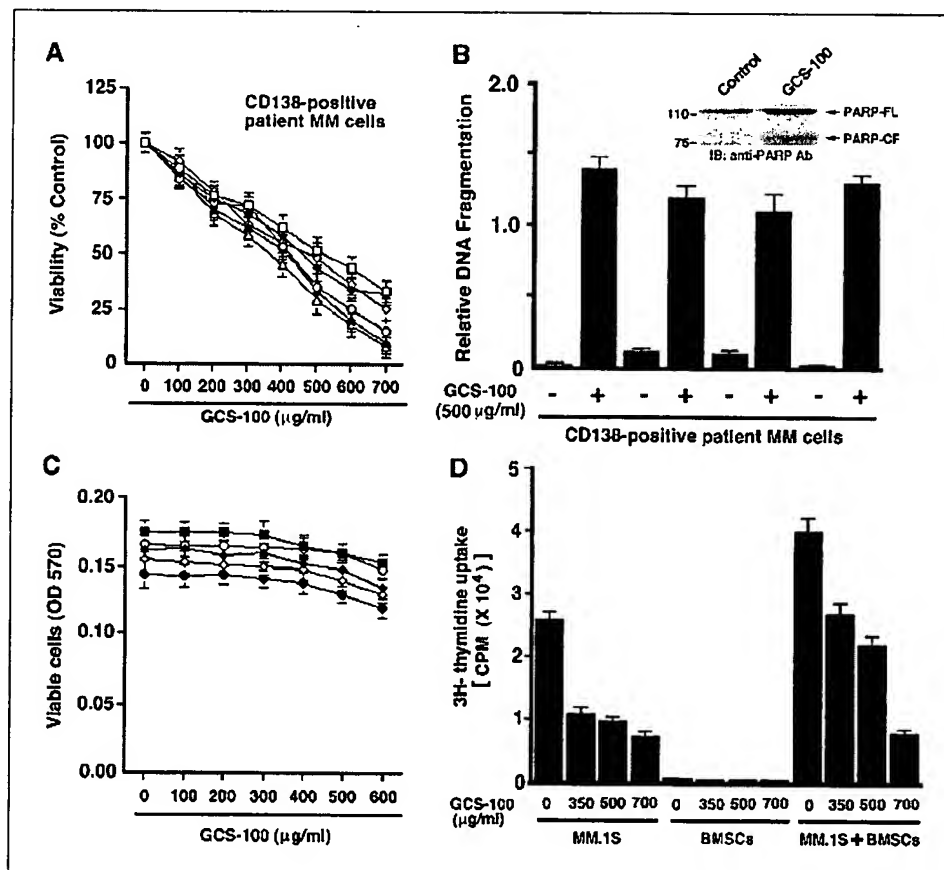 A
125
100
75
50
25
0
Viability (% Control)
CD138-positive
patient MM cells
0 100 200 300 400 500 600 700
GCS-100 (µg/ml)
B
2.0
1.0
0
Relative DNA Fragmentation
Control GCS-100
110 PARP-FL
75 PARP-CF
IB: anti-PARP Ab
GCS-100 - + - + - + - +
(500 µg/ml)
CD138-positive patient MM cells
C
0.20
0.15
0.10
0.05
0.00
Viable cells (OD 570)
0 100 200 300 400 500 600
GCS-100 (µg/ml)
D
5
4
3
2
1
0
3H- thymidine uptake
[ CPM (X 10⁴) ]
GCS-100 0 350 500 700 0 350 500 700 0 350 500 700
(µg/ml)
MM.1S BMSCs MM.1S + BMSCs